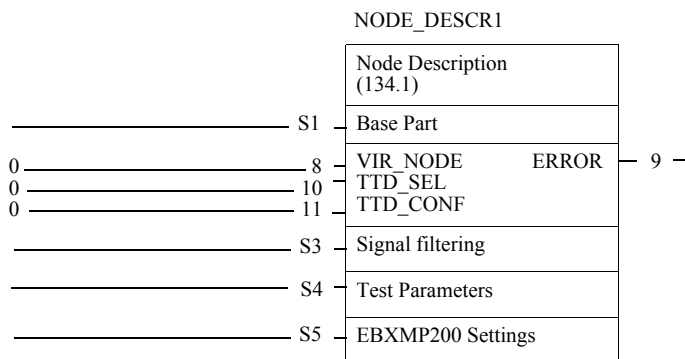 NODE_DESCR1
Node Description
(134.1)
S1 Base Part
0 8 VIR_NODE ERROR 9
0 10 TTD_SEL
0 11 TTD_CONF
S3 Signal filtering
S4 Test Parameters
S5 EBXMP200 Settings